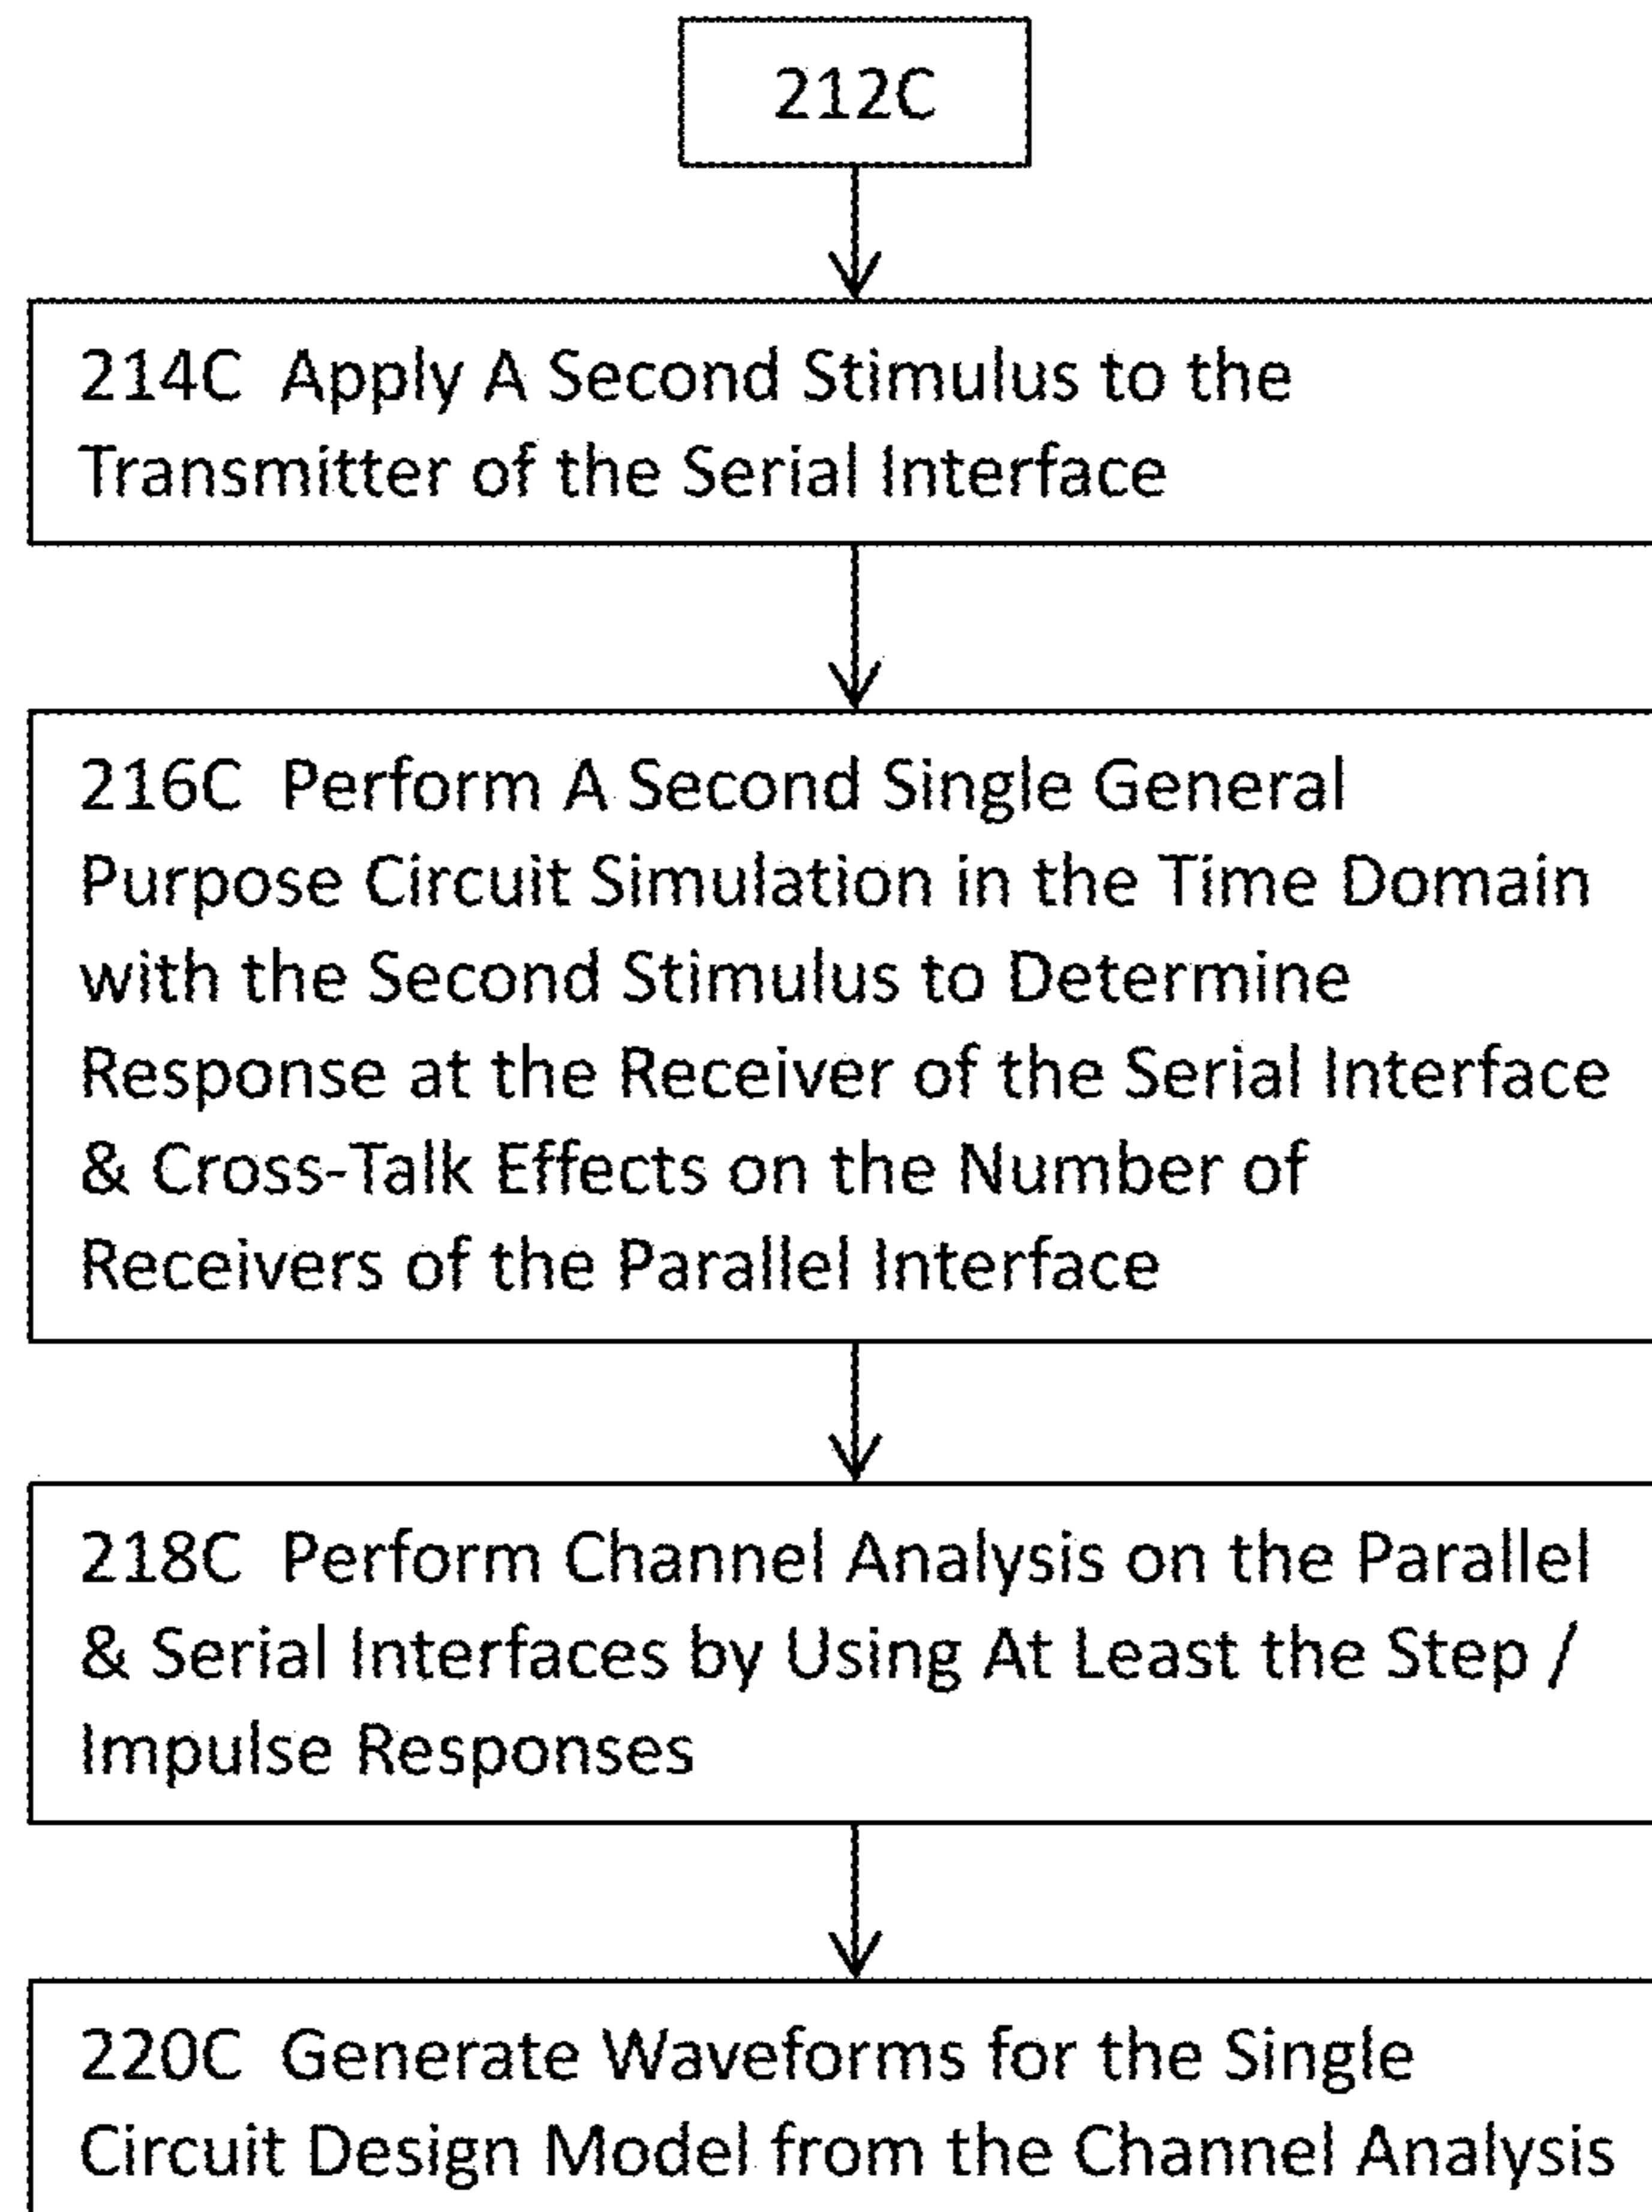 212C
214C Apply A Second Stimulus to the
Transmitter of the Serial Interface
216C Perform A Second Single General
Purpose Circuit Simulation in the Time Domain
with the Second Stimulus to Determine
Response at the Receiver of the Serial Interface
& Cross-Talk Effects on the Number of
Receivers of the Parallel Interface
218C Perform Channel Analysis on the Parallel
& Serial Interfaces by Using At Least the Step /
Impulse Responses
220C Generate Waveforms for the Single
Circuit Design Model from the Channel Analysis